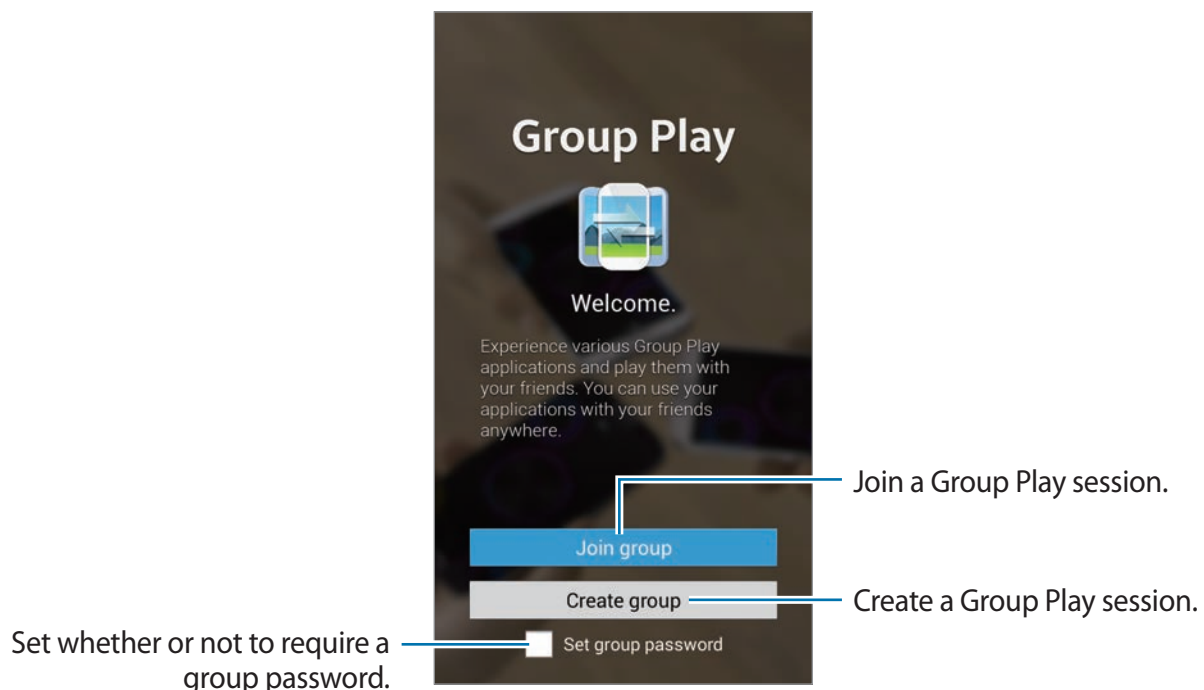 Group Play
Welcome.
Experience various Group Play
applications and play them with
your friends. You can use your
applications with your friends
anywhere.
Join a Group Play session.
Join group
Create group
Create a Group Play session.
Set whether or not to require a
group password.
Set group password